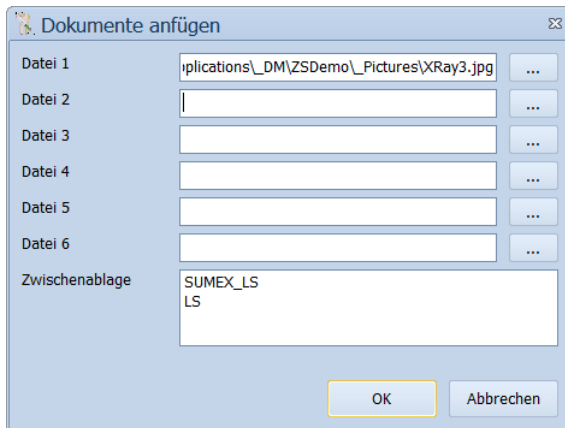 Dokumente anfügen
Datei 1 plications\_DM\ZSDemo\_Pictures\XRay3.jpg ...
Datei 2 ...
Datei 3 ...
Datei 4 ...
Datei 5 ...
Datei 6 ...
Zwischenablage SUMEX_LS
LS
OK Abbrechen